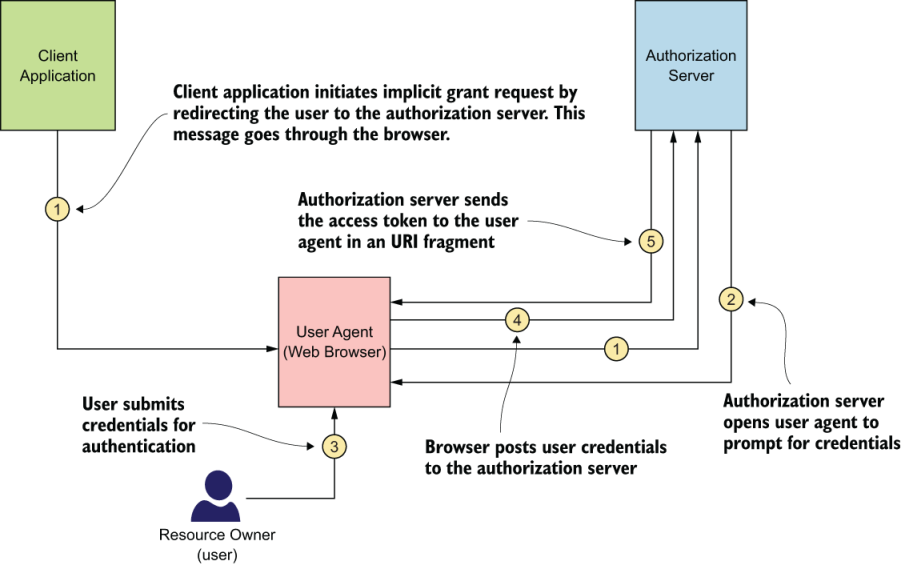 Client
Application
Authorization
Server
Client application initiates implicit grant request by
redirecting the user to the authorization server. This
message goes through the browser.
1
Authorization server sends
the access token to the user
agent in an URI fragment
5
2
4
User Agent
(Web Browser)
1
User submits
credentials for
authentication
3
Browser posts user credentials
to the authorization server
Authorization server
opens user agent to
prompt for credentials
Resource Owner
(user)